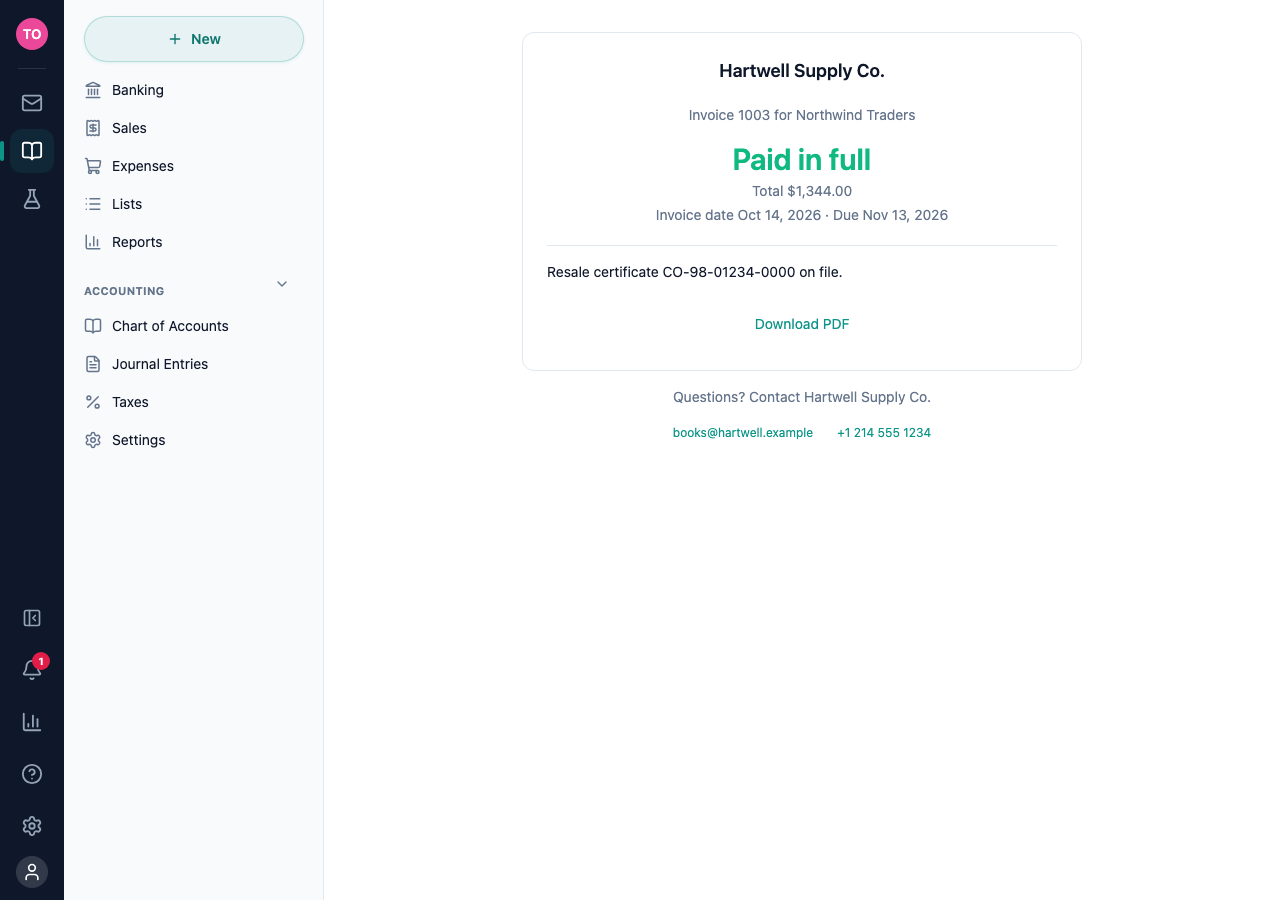 TO
New
Banking
Sales
Expenses
Lists
Reports
ACCOUNTING
Chart of Accounts
Journal Entries
Taxes
Settings
1
Hartwell Supply Co.
Invoice 1003 for Northwind Traders
Paid in full
Total $1,344.00
Invoice date Oct 14, 2026 · Due Nov 13, 2026
Resale certificate CO-98-01234-0000 on file.
Download PDF
Questions? Contact Hartwell Supply Co.
books@hartwell.example +1 214 555 1234